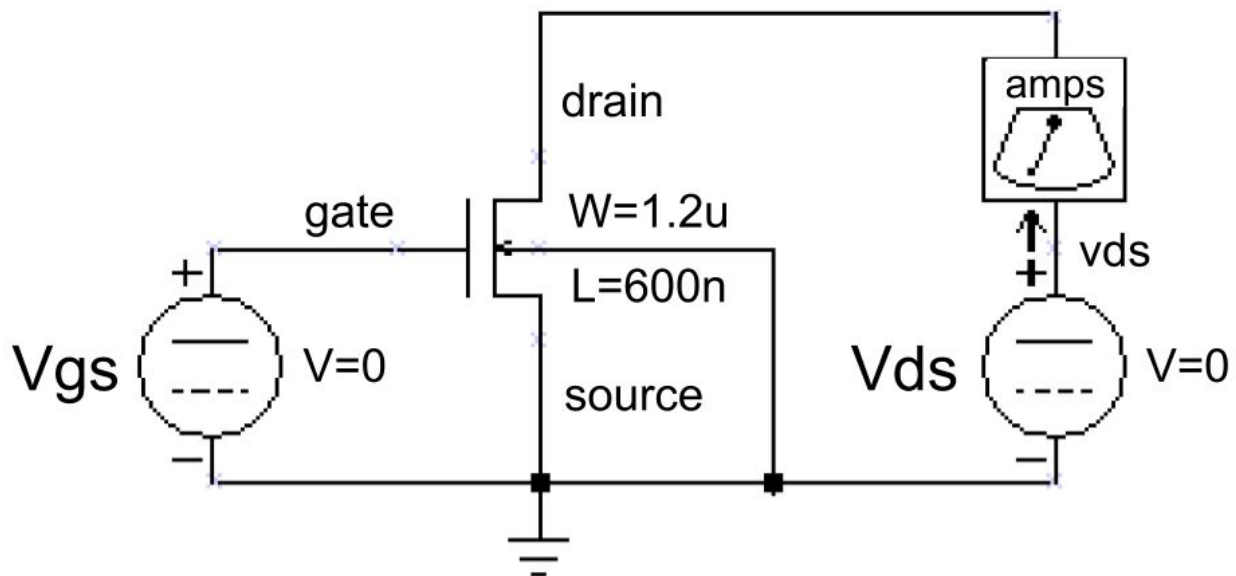 amps
drain
gate
W=1.2u
+
vds
+
L=600n
Vgs
V=0
Vds
V=0
source
−
−